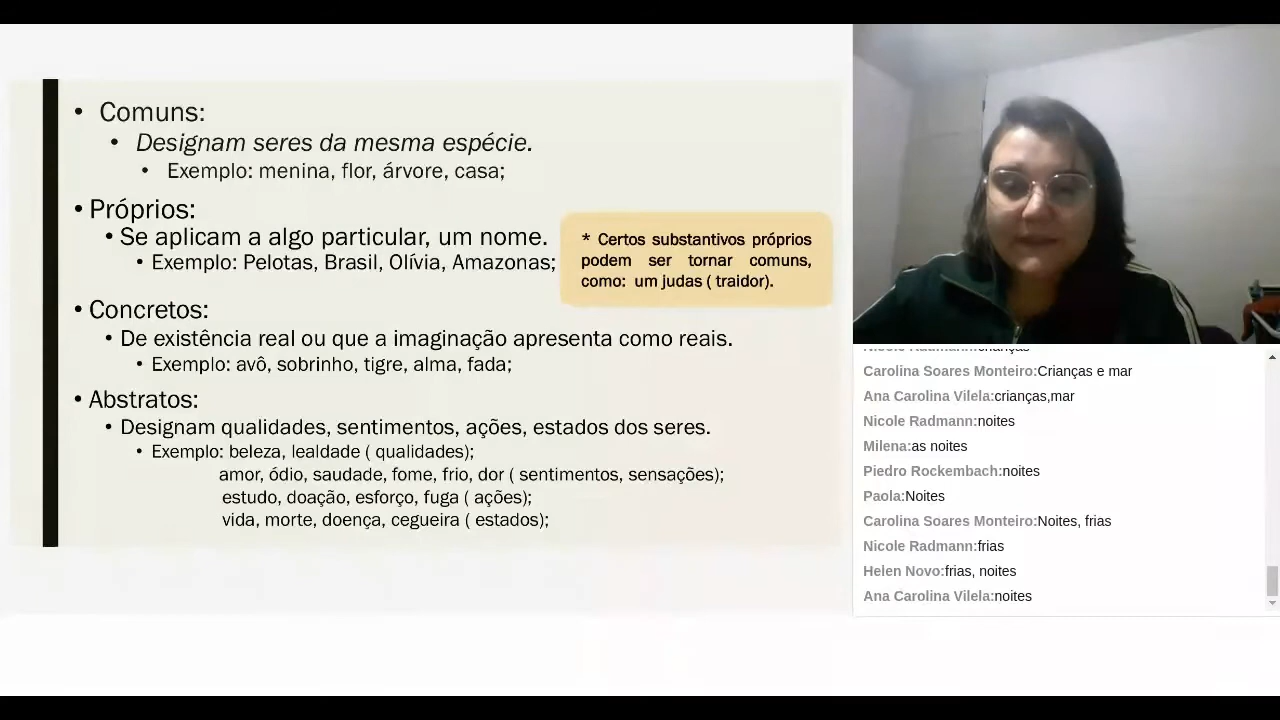 • Comuns:
• Designam seres da mesma espécie.
• Exemplo: menina, flor, árvore, casa;
• Próprios:
• Se aplicam a algo particular, um nome.
• Exemplo: Pelotas, Brasil, Olívia, Amazonas;
* Certos substantivos próprios
podem ser tornar comuns,
como: um judas ( traidor).
• Concretos:
• De existência real ou que a imaginação apresenta como reais.
• Exemplo: avô, sobrinho, tigre, alma, fada;
• Abstratos:
• Designam qualidades, sentimentos, ações, estados dos seres.
• Exemplo: beleza, lealdade ( qualidades);
amor, ódio, saudade, fome, frio, dor ( sentimentos, sensações);
estudo, doação, esforço, fuga ( ações);
vida, morte, doença, cegueira ( estados);
Nicole Radmann:crianças
Carolina Soares Monteiro:Crianças e mar
Ana Carolina Vilela:crianças,mar
Nicole Radmann:noites
Milena:as noites
Piedro Rockembach:noites
Paola:Noites
Carolina Soares Monteiro:Noites, frias
Nicole Radmann:frias
Helen Novo:frias, noites
Ana Carolina Vilela:noites